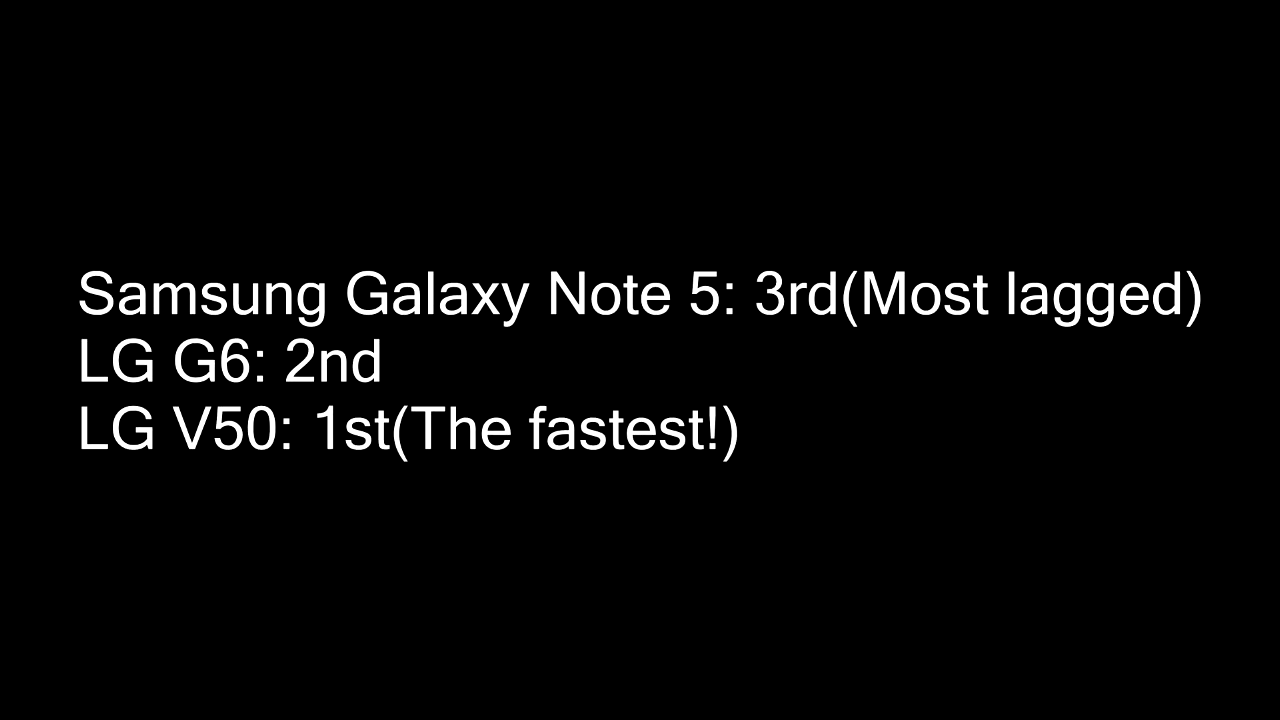 Samsung Galaxy Note 5: 3rd(Most lagged)
LG G6: 2nd
LG V50: 1st(The fastest!)